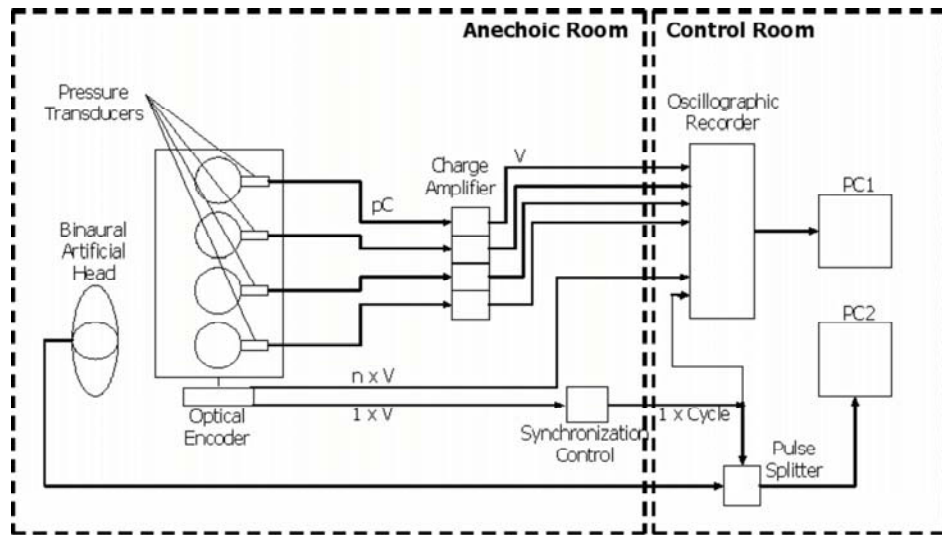 Anechoic Room
Control Room
Pressure
Transducers
Oscillographic
Recorder
V
Charge
Amplifier
pC
PC1
Binaural
Artificial
Head
PC2
n x V
1 x V
1 x Cycle
Optical
Encoder
Synchronization
Control
Pulse
Splitter